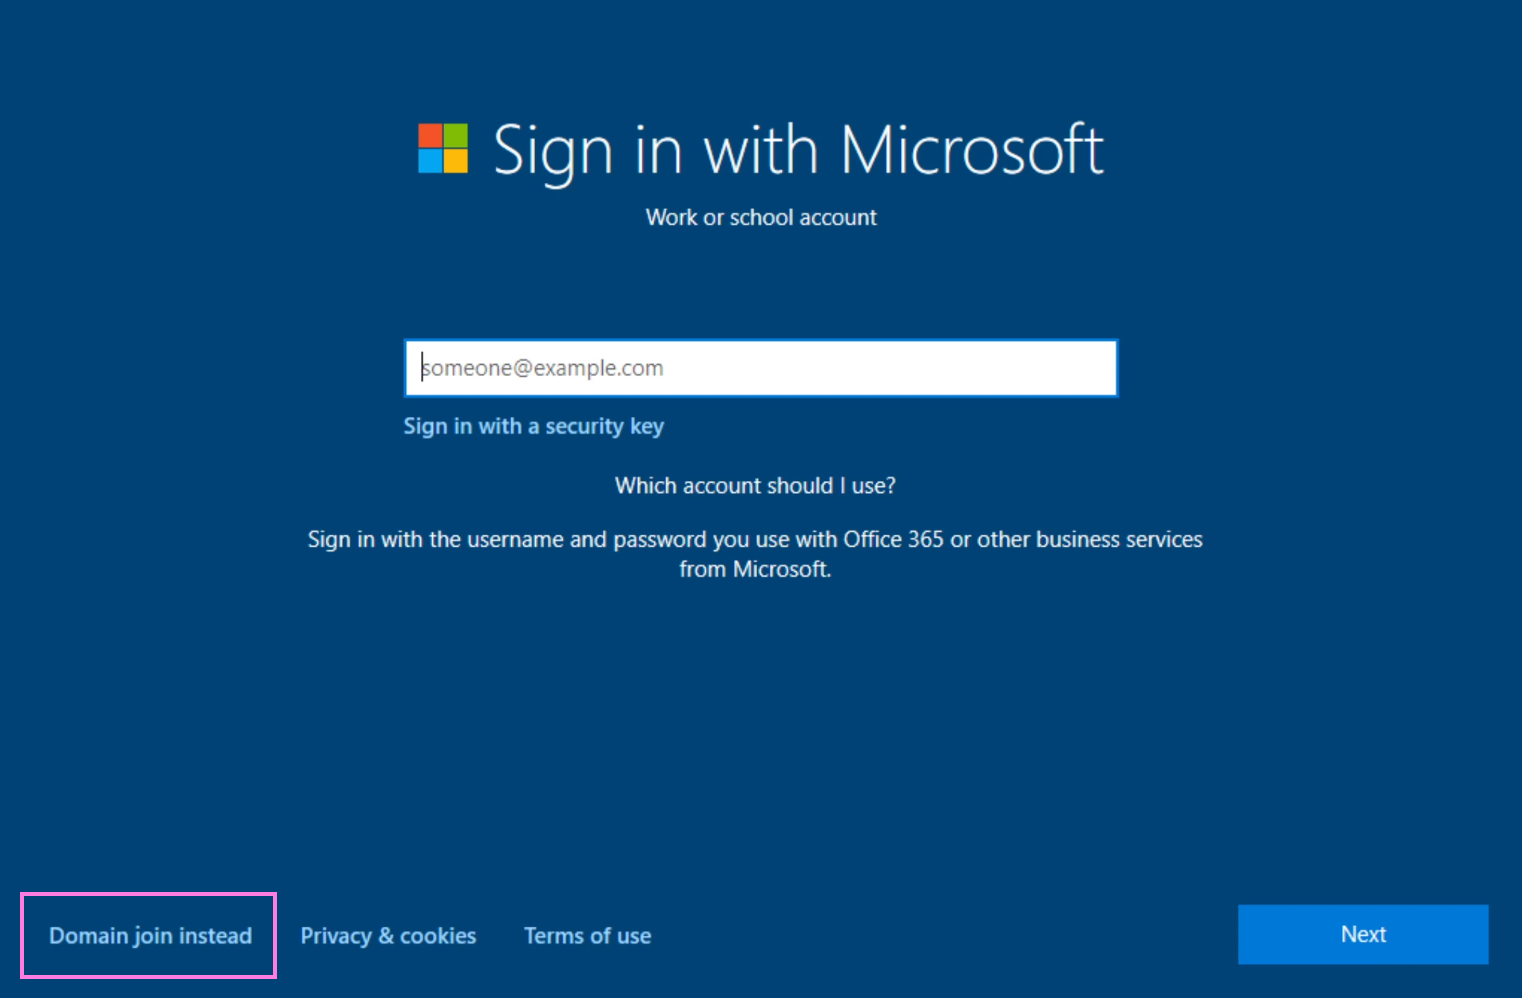 Sign in with Microsoft
Work or school account
someone@example.com
Sign in with a security key
Which account should I use?
Sign in with the username and password you use with Office 365 or other business services
from Microsoft.
Domain join instead
Privacy & cookies
Terms of use
Next